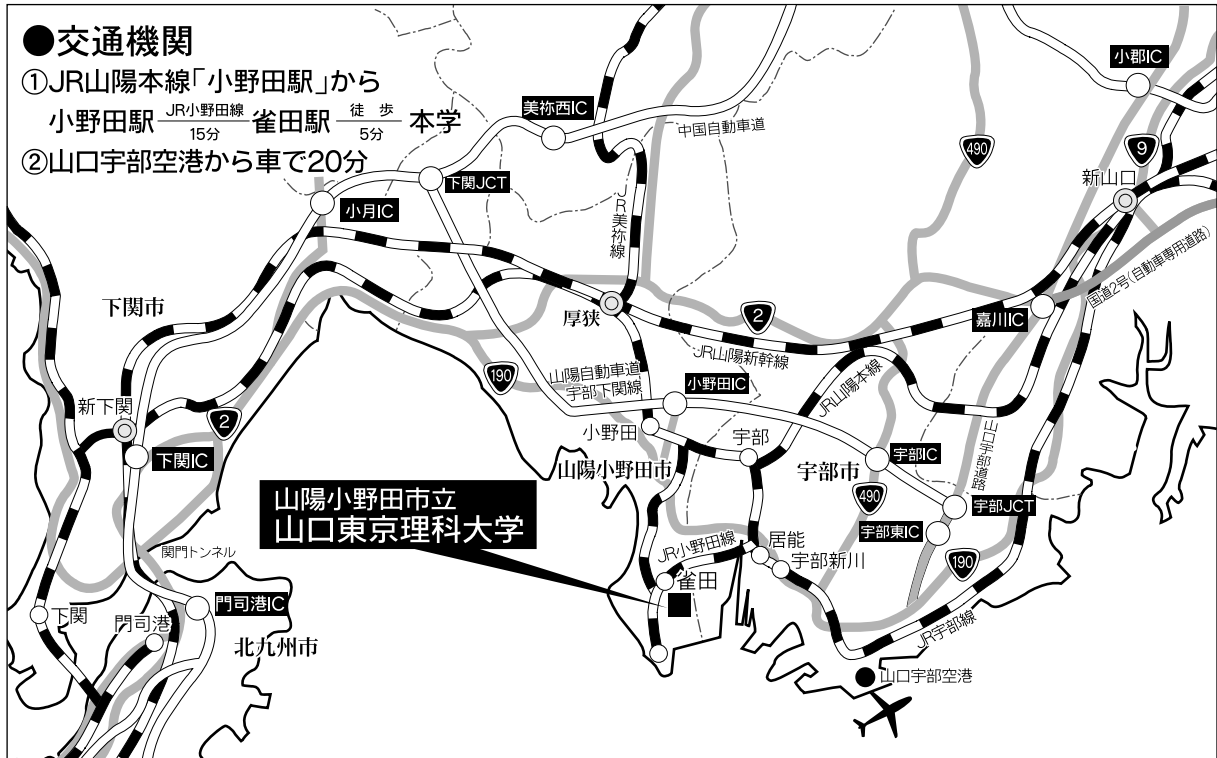 ●交通機関
①JR山陽本線「小野田駅」から
小野田駅 JR小野田線 15分 雀田駅 徒歩 5分 本学
②山口宇部空港から車で20分
小郡IC
美祢西IC
中国自動車道
490
9
新山口
下関JCT
小月IC
JR美祢線
国道2号(自動車専用道路)
下関市
厚狭
2
嘉川IC
JR山陽新幹線
190
山陽自動車道
宇部下関線
小野田IC
JR山陽本線
新下関
2
小野田
宇部
下関IC
山陽小野田市
宇部市
宇部IC
山口宇部道路
山陽小野田市立
山口東京理科大学
490
宇部JCT
宇部東IC
関門トンネル
JR小野田線
居能
宇部新川
190
雀田
下関
門司港IC
門司港
北九州市
JR宇部線
山口宇部空港